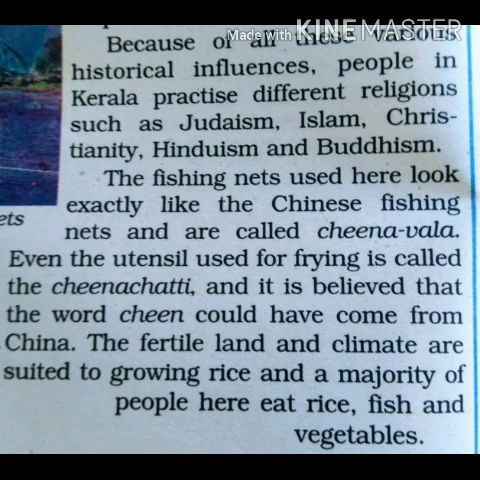 Made with KINEMASTER
Because of all these various
historical influences, people in
Kerala practise different religions
such as Judaism, Islam, Chris-
tianity, Hinduism and Buddhism.
The fishing nets used here look
exactly like the Chinese fishing
ets
nets and are called cheena-vala.
Even the utensil used for frying is called
the cheenachatti, and it is believed that
the word cheen could have come from
China. The fertile land and climate are
suited to growing rice and a majority of
people here eat rice, fish and
vegetables.